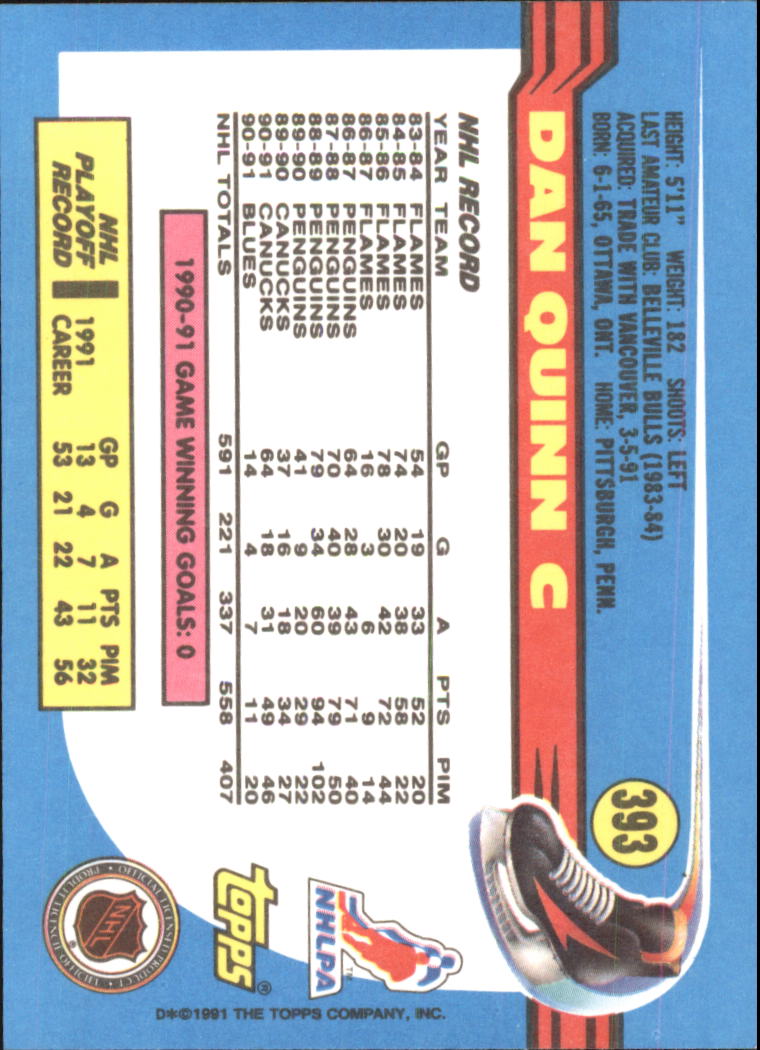 393
HEIGHT: 5'11" WEIGHT: 182 SHOOTS: LEFT
LAST AMATEUR CLUB: BELLEVILLE BULLS (1983-84)
ACQUIRED: TRADE WITH VANCOUVER, 3-5-91
BORN: 6-1-65, OTTAWA, ONT. HOME: PITTSBURGH, PENN.
DAN QUINN C
NHL RECORD
YEAR TEAM GP G A PTS PIM
83-84 FLAMES 54 19 33 52 20
84-85 FLAMES 74 20 38 58 22
85-86 FLAMES 78 30 42 72 44
86-87 FLAMES 16 3 6 9 14
86-87 PENGUINS 64 28 43 71 40
87-88 PENGUINS 70 40 39 79 50
88-89 PENGUINS 79 34 60 94 102
89-90 PENGUINS 41 9 20 29 22
89-90 CANUCKS 37 16 18 34 27
90-91 CANUCKS 64 18 31 49 46
90-91 BLUES 14 4 7 11 20
NHL TOTALS 591 221 337 558 407
1990-91 GAME WINNING GOALS: 0
NHL PLAYOFF RECORD
GP G A PTS PIM
1991 13 4 7 11 32
CAREER 53 21 22 43 56
NHLPA
TM
TOPPS®
NHL
®
OFFICIAL LICENSED PRODUCT
PRODUIT LICENCIE OFFICIEL
D*©1991 THE TOPPS COMPANY, INC.